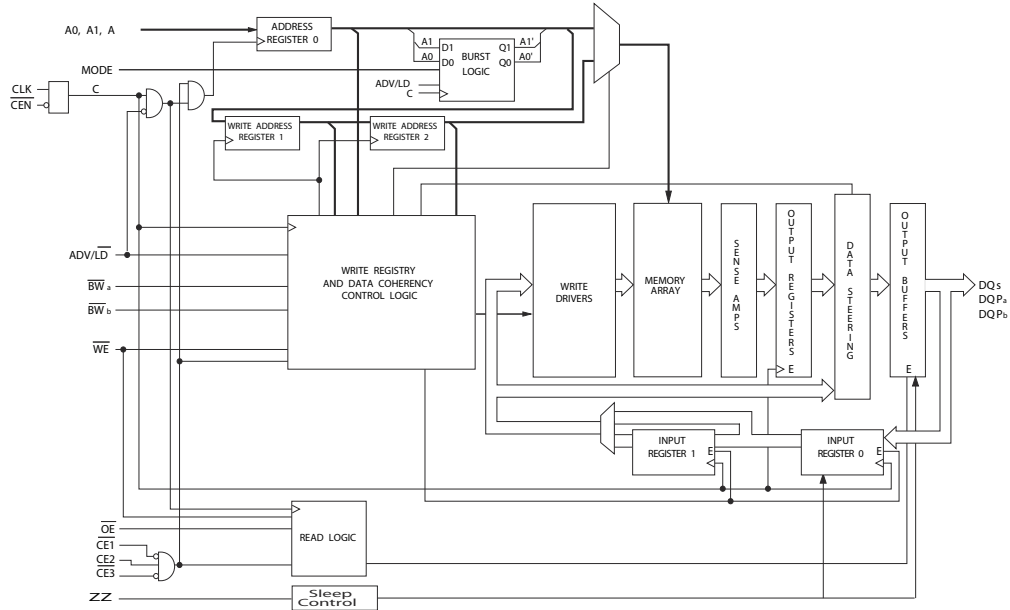 A0, A1, A
ADDRESS
REGISTER 0
MODE
A1
A0
D1
D0
BURST
LOGIC
Q1
Q0
A1'
A0'
ADV/LD
C
CLK
C
CEN
WRITE ADDRESS
REGISTER 1
WRITE ADDRESS
REGISTER 2
ADV/LD
BW a
BW b
WE
WRITE REGISTRY
AND DATA COHERENCY
CONTROL LOGIC
WRITE
DRIVERS
MEMORY
ARRAY
SENSE AMPS
OUTPUT REGISTERS
E
DATA STEERING
OUTPUT BUFFERS
E
DQs
DQPa
DQPb
INPUT
REGISTER 1
E
INPUT
REGISTER 0
E
OE
CE1
CE2
CE3
READ LOGIC
ZZ
Sleep
Control